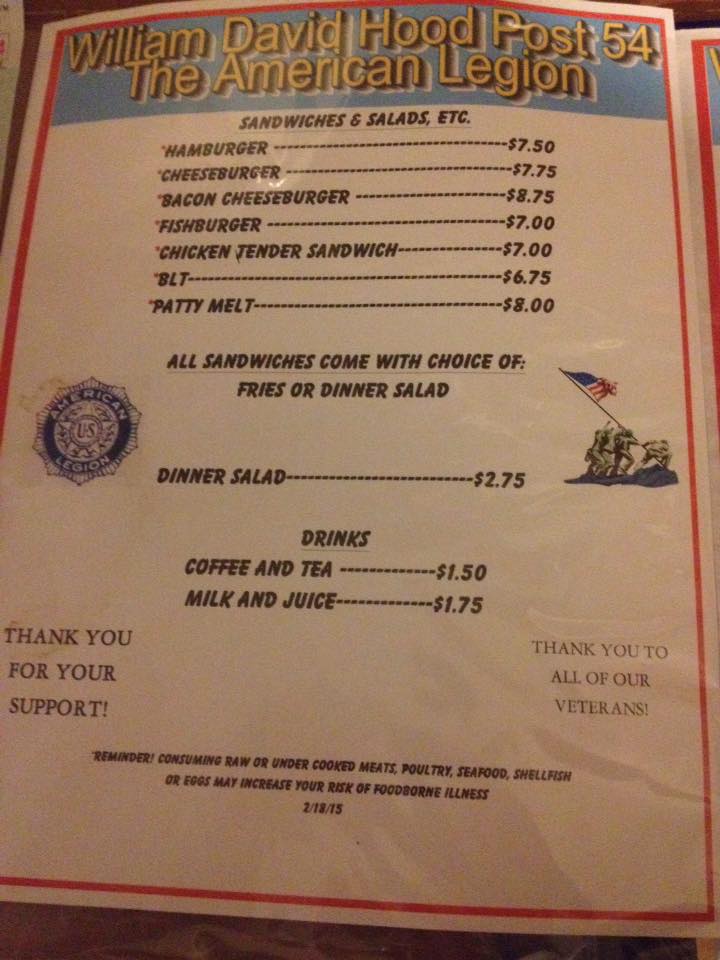 William David Hood Post 54
The American Legion
SANDWICHES & SALADS, ETC.
*HAMBURGER ----------------------------$7.50
*CHEESEBURGER ---------------------------$7.75
*BACON CHEESEBURGER ------------------$8.75
*FISHBURGER -----------------------------$7.00
*CHICKEN TENDER SANDWICH-------------$7.00
*BLT--------------------------------------$6.75
*PATTY MELT------------------------------$8.00
ALL SANDWICHES COME WITH CHOICE OF:
FRIES OR DINNER SALAD
AMERICAN
U·S
LEGION
DINNER SALAD-----------------------$2.75
DRINKS
COFFEE AND TEA ------------$1.50
MILK AND JUICE------------$1.75
THANK YOU
FOR YOUR
SUPPORT!
THANK YOU TO
ALL OF OUR
VETERANS!
*REMINDER! CONSUMING RAW OR UNDER COOKED MEATS, POULTRY, SEAFOOD, SHELLFISH
OR EGGS MAY INCREASE YOUR RISK OF FOODBORNE ILLNESS
2/18/15